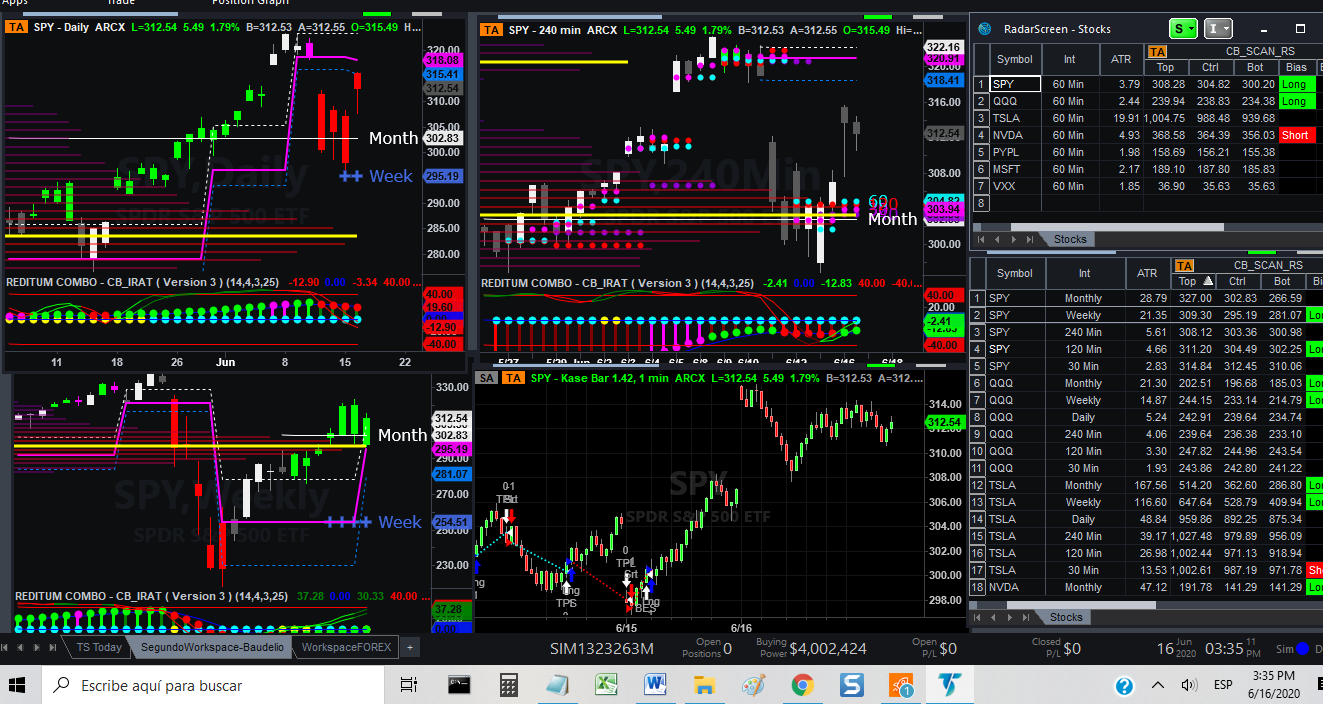 Apps Trade Position Graph
TA SPY - Daily ARCX L=312.54 5.49 1.79% B=312.53 A=312.55 O=315.49 H...
320.00
318.08
315.41
312.54
310.00
305.00
302.83
300.00
295.19
290.00
285.00
280.00
Month
Week
SPY,Daily
SPDR S&P 500 ETF
REDITUM COMBO - CB_IRAT ( Version 3 ) (14,4,3,25) -12.90 0.00 -3.34 40.00 ...
40.00
19.60
-12.90
-40.00
11 18 26 Jun 8 15 22
TA SPY - 240 min ARCX L=312.54 5.49 1.79% B=312.53 A=312.55 O=315.49 Hi=...
322.16
320.91
320.00
318.41
316.00
312.54
308.00
304.82
303.94
300.00
60
Month
SPY,240Min
SPDR S&P 500 ETF
REDITUM COMBO - CB_IRAT ( Version 3 ) (14,4,3,25) -2.41 0.00 -12.83 40.00 -40....
40.00
20.00
-2.41
-12.83
-40.00
5/27 5/29 Jun 6/2 6/3 6/4 6/5 6/8 6/9 6/10 6/12 6/16 6/18
330.00
312.54
302.83
295.19
290.00
281.07
270.00
254.51
230.00
Month
Week
SPY,Weekly
SPDR S&P 500 ETF
REDITUM COMBO - CB_IRAT ( Version 3 ) (14,4,3,25) 37.28 0.00 30.33 40.00 ...
37.28
0.00
SA TA SPY - Kase Bar 1.42, 1 min ARCX L=312.54 5.49 1.79% B=312.53 A=312....
314.00
312.54
312.00
310.00
308.00
306.00
304.00
302.00
300.00
298.00
SPY
SPDR S&P 500 ETF
6/15 6/16
RadarScreen - Stocks
S I
Symbol Int ATR TA CB_SCAN_RS
Top Ctrl Bot Bias
1 SPY 60 Min 3.79 308.28 304.82 300.20 Long
2 QQQ 60 Min 2.44 239.94 238.83 234.38 Long
3 TSLA 60 Min 19.91 1,004.75 988.48 939.68
4 NVDA 60 Min 4.93 368.58 364.39 356.03 Short
5 PYPL 60 Min 1.98 158.69 156.21 155.38
6 MSFT 60 Min 2.17 189.10 187.80 185.83
7 VXX 60 Min 1.85 36.90 35.63 35.63
8
Stocks
Symbol Int ATR TA CB_SCAN_RS
Top Ctrl Bot Bi
1 SPY Monthly 28.79 327.00 302.83 266.59
2 SPY Weekly 21.35 309.30 295.19 281.07 Lo
3 SPY 240 Min 5.61 308.12 303.36 300.98
4 SPY 120 Min 4.66 311.20 304.49 302.25 Lo
5 SPY 30 Min 2.83 314.84 312.45 310.06
6 QQQ Monthly 21.30 202.51 196.68 185.03 Lo
7 QQQ Weekly 14.87 244.15 233.14 214.79 Lo
8 QQQ Daily 5.24 242.91 239.64 234.74
9 QQQ 240 Min 4.06 239.64 236.38 233.10
10 QQQ 120 Min 3.30 247.82 244.96 243.54
11 QQQ 30 Min 1.93 243.86 242.80 241.22
12 TSLA Monthly 167.56 514.20 362.60 286.80 Lo
13 TSLA Weekly 116.60 647.64 528.79 409.94 Lo
14 TSLA Daily 48.84 959.86 892.25 875.34
15 TSLA 240 Min 39.17 1,027.48 979.89 956.09
16 TSLA 120 Min 26.98 1,002.44 971.13 918.94
17 TSLA 30 Min 13.53 1,002.61 987.19 971.78 Sh
18 NVDA Monthly 47.12 191.78 141.29 141.29 Lo
Stocks
TS Today SegundoWorkspace-Baudelio WorkspaceFOREX +
SIM1323263M Open Positions 0 Buying Power $4,002,424 Open P/L $0 Closed P/L $0 16 Jun 2020 03:35 11 PM Sim D
Escribe aquí para buscar
ESP 3:35 PM
6/16/2020